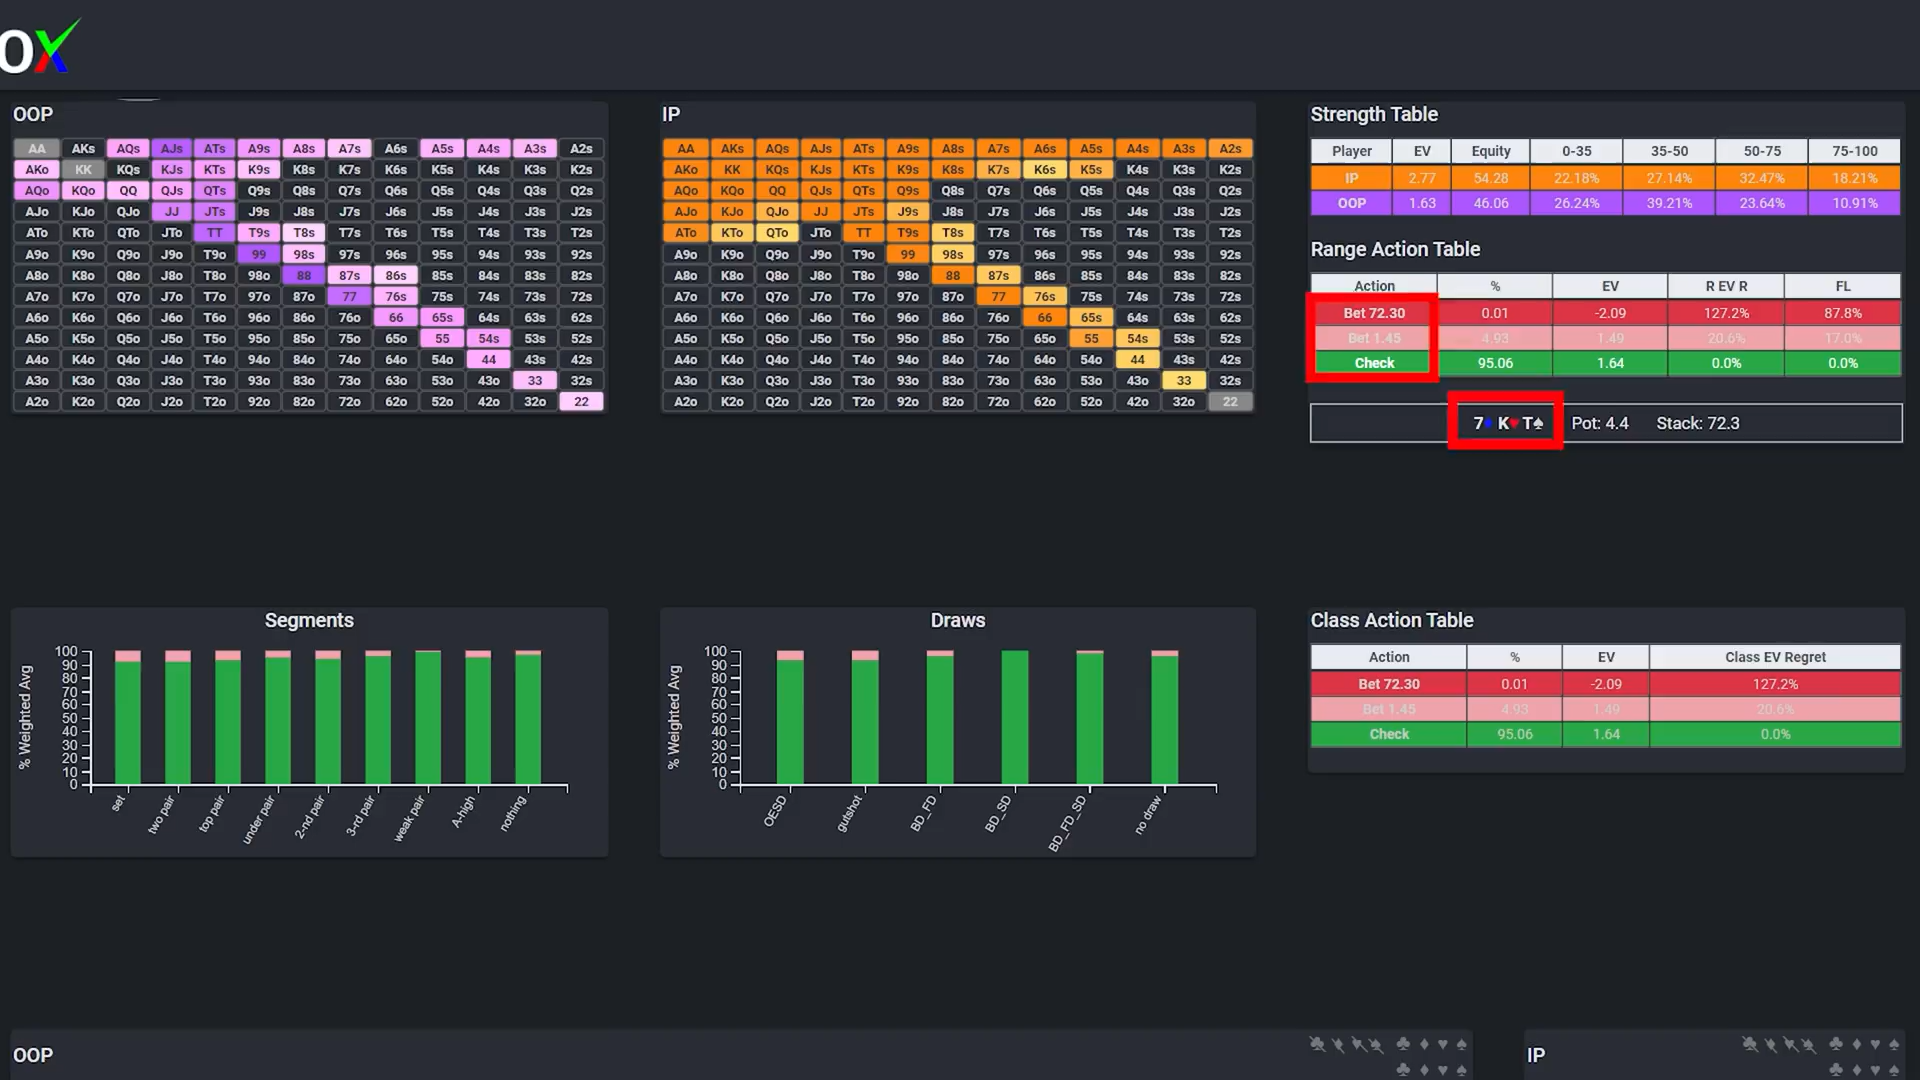 OX
OOP
AA AKs AQs AJs ATs A9s A8s A7s A6s A5s A4s A3s A2s
AKo KK KQs KJs KTs K9s K8s K7s K6s K5s K4s K3s K2s
AQo KQo QQ QJs QTs Q9s Q8s Q7s Q6s Q5s Q4s Q3s Q2s
AJo KJo QJo JJ JTs J9s J8s J7s J6s J5s J4s J3s J2s
ATo KTo QTo JTo TT T9s T8s T7s T6s T5s T4s T3s T2s
A9o K9o Q9o J9o T9o 99 98s 97s 96s 95s 94s 93s 92s
A8o K8o Q8o J8o T8o 98o 88 87s 86s 85s 84s 83s 82s
A7o K7o Q7o J7o T7o 97o 87o 77 76s 75s 74s 73s 72s
A6o K6o Q6o J6o T6o 96o 86o 76o 66 65s 64s 63s 62s
A5o K5o Q5o J5o T5o 95o 85o 75o 65o 55 54s 53s 52s
A4o K4o Q4o J4o T4o 94o 84o 74o 64o 54o 44 43s 42s
A3o K3o Q3o J3o T3o 93o 83o 73o 63o 53o 43o 33 32s
A2o K2o Q2o J2o T2o 92o 82o 72o 62o 52o 42o 32o 22
IP
AA AKs AQs AJs ATs A9s A8s A7s A6s A5s A4s A3s A2s
AKo KK KQs KJs KTs K9s K8s K7s K6s K5s K4s K3s K2s
AQo KQo QQ QJs QTs Q9s Q8s Q7s Q6s Q5s Q4s Q3s Q2s
AJo KJo QJo JJ JTs J9s J8s J7s J6s J5s J4s J3s J2s
ATo KTo QTo JTo TT T9s T8s T7s T6s T5s T4s T3s T2s
A9o K9o Q9o J9o T9o 99 98s 97s 96s 95s 94s 93s 92s
A8o K8o Q8o J8o T8o 98o 88 87s 86s 85s 84s 83s 82s
A7o K7o Q7o J7o T7o 97o 87o 77 76s 75s 74s 73s 72s
A6o K6o Q6o J6o T6o 96o 86o 76o 66 65s 64s 63s 62s
A5o K5o Q5o J5o T5o 95o 85o 75o 65o 55 54s 53s 52s
A4o K4o Q4o J4o T4o 94o 84o 74o 64o 54o 44 43s 42s
A3o K3o Q3o J3o T3o 93o 83o 73o 63o 53o 43o 33 32s
A2o K2o Q2o J2o T2o 92o 82o 72o 62o 52o 42o 32o 22
Strength Table
Player EV Equity 0-35 35-50 50-75 75-100
IP 2.77 54.28 22.18% 27.14% 32.47% 18.21%
OOP 1.63 46.06 26.24% 39.21% 23.64% 10.91%
Range Action Table
Action % EV R EV R FL
Bet 72.30 0.01 -2.09 127.2% 87.8%
Bet 1.45 4.93 1.49 20.6% 17.0%
Check 95.06 1.64 0.0% 0.0%
7♦ K♥ T♠ Pot: 4.4 Stack: 72.3
Segments
% Weighted Avg
100
90
80
70
60
50
40
30
20
10
0
set two pair top pair under pair 2-nd pair 3-rd pair weak pair A-high nothing
Draws
% Weighted Avg
100
90
80
70
60
50
40
30
20
10
0
OESD gutshot BD_FD BD_SD BD_FD_SD no draw
Class Action Table
Action % EV Class EV Regret
Bet 72.30 0.01 -2.09 127.2%
Bet 1.45 4.93 1.49 20.6%
Check 95.06 1.64 0.0%
OOP
IP